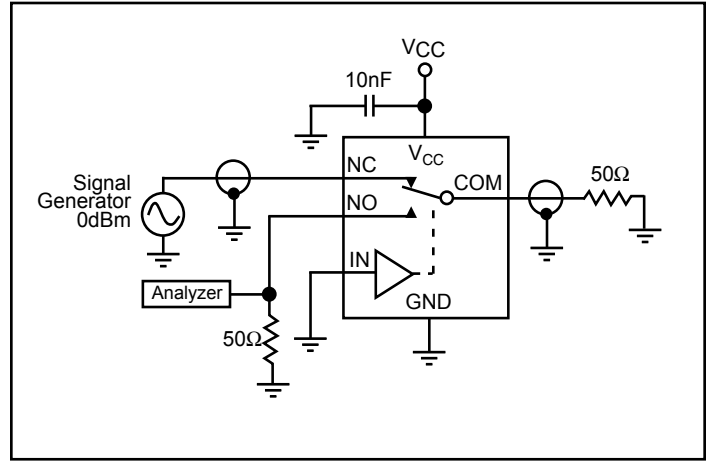 VCC
10nF
VCC
NC
COM
50Ω
Signal
Generator
0dBm
NO
IN
Analyzer
GND
50Ω